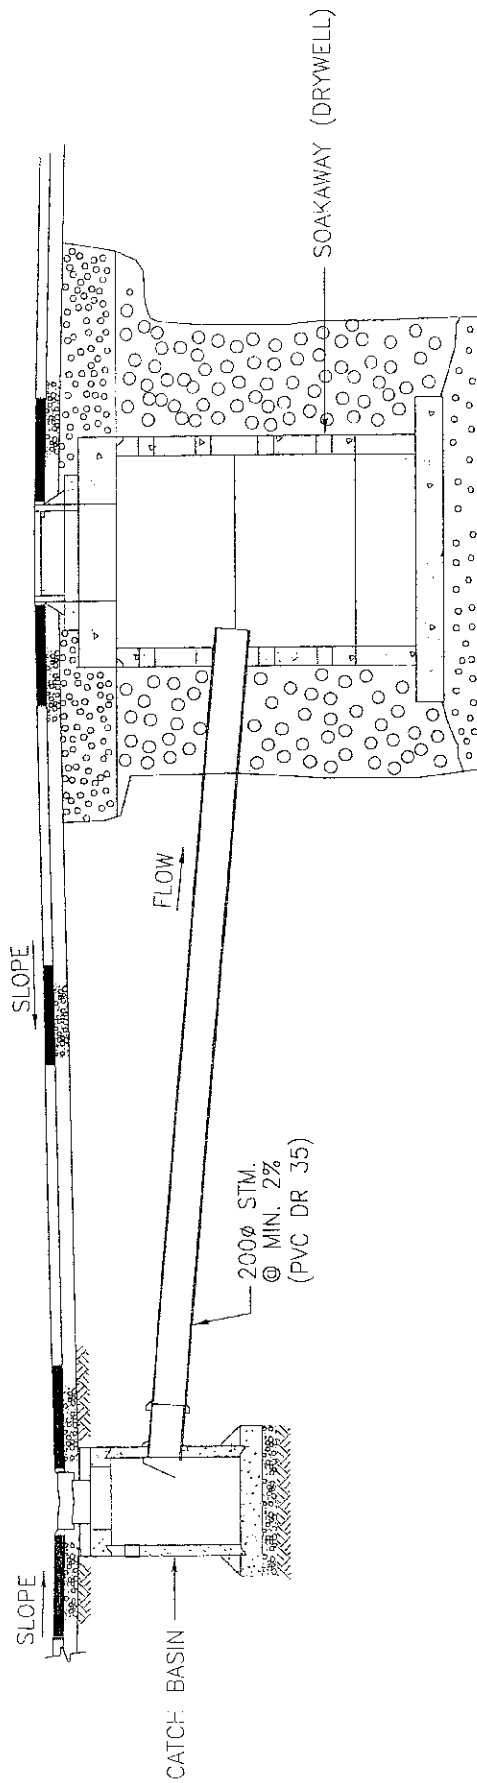 SLOPE
SLOPE
CATCH BASIN
200ø STM.
@ MIN. 2%
(PVC DR 35)
FLOW
SOAKAWAY (DRYWELL)